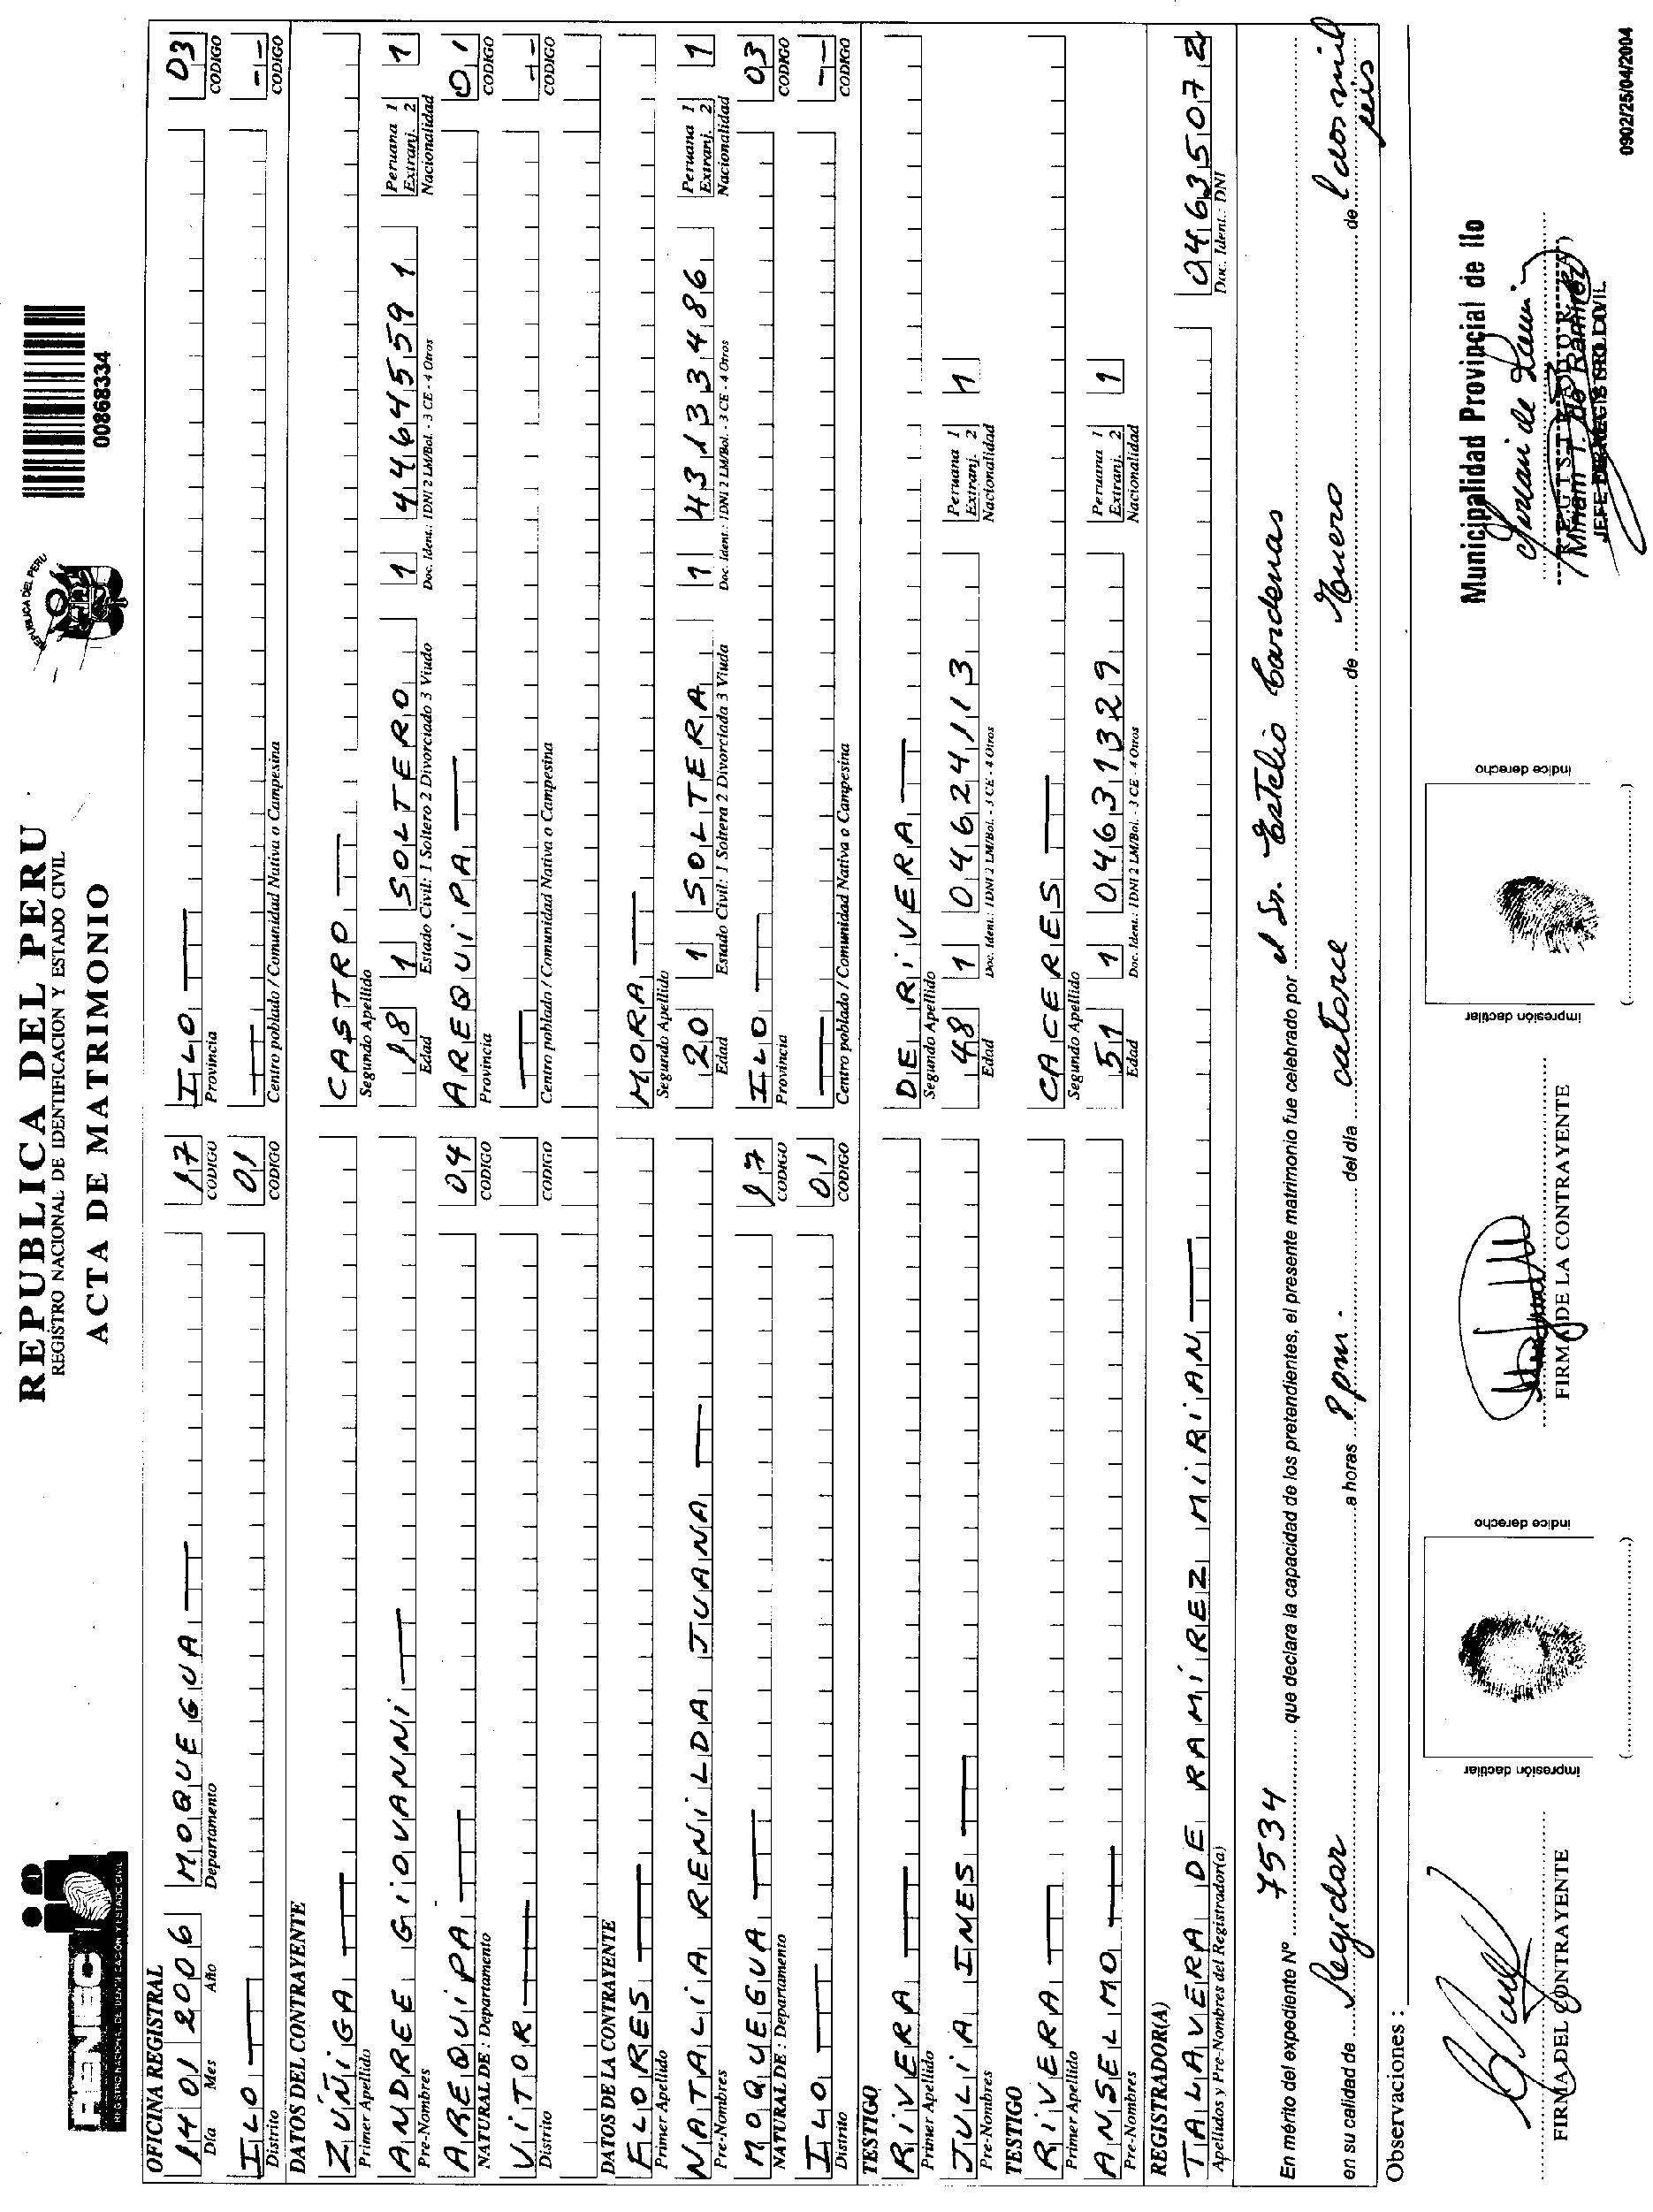 RENIEC
REGISTRO NACIONAL DE IDENTIFICACION Y ESTADO CIVIL
REPUBLICA DEL PERU
REGISTRO NACIONAL DE IDENTIFICACION Y ESTADO CIVIL
ACTA DE MATRIMONIO
REPUBLICA DEL PERU
00868334
OFICINA REGISTRAL
14 01 2006 MOQUEGUA 17 ILO 03
Día Mes Año Departamento CODIGO Provincia CODIGO
ILO 01 --
Distrito CODIGO Centro poblado / Comunidad Nativa o Campesina CODIGO
DATOS DEL CONTRAYENTE
ZÚÑIGA CASTRO
Primer Apellido Segundo Apellido
ANDREE GIOVANNI 18 1 SOLTERO 1 44645591 Peruana 1 Extranj. 2 1
Pre-Nombres Edad Estado Civil: 1 Soltero 2 Divorciado 3 Viudo Doc. Ident.: 1DNI 2 LM/Bol. - 3 CE - 4 Otros Nacionalidad
AREQUIPA 04 AREQUIPA 01
NATURAL DE : Departamento CODIGO Provincia CODIGO
VITOR --
Distrito CODIGO Centro poblado / Comunidad Nativa o Campesina CODIGO
DATOS DE LA CONTRAYENTE
FLORES MORA
Primer Apellido Segundo Apellido
NATALIA RENILDA JUANA 20 1 SOLTERA 1 43133486 Peruana 1 Extranj. 2 1
Pre-Nombres Edad Estado Civil: 1 Soltera 2 Divorciada 3 Viuda Doc. Ident.: 1DNI 2 LM/Bol. - 3 CE - 4 Otros Nacionalidad
MOQUEGUA 17 ILO 03
NATURAL DE : Departamento CODIGO Provincia CODIGO
ILO 01 --
Distrito CODIGO Centro poblado / Comunidad Nativa o Campesina CODIGO
TESTIGO
RIVERA DE RIVERA
Primer Apellido Segundo Apellido
JULIA INES 48 1 04624113 Peruana 1 Extranj. 2 1
Pre-Nombres Edad Doc. Ident.: 1DNI 2 LM/Bol. - 3 CE - 4 Otros Nacionalidad
TESTIGO
RIVERA CACERES
Primer Apellido Segundo Apellido
ANSELMO 51 1 04631329 Peruana 1 Extranj. 2 1
Pre-Nombres Edad Doc. Ident.: 1DNI 2 LM/Bol. - 3 CE - 4 Otros Nacionalidad
REGISTRADOR(A)
TALAVERA DE RAMÍREZ MIRIAN 04635072
Apellidos y Pre-Nombres del Registrador(a) Doc. Ident.: DNI
En mérito del expediente Nº 7534 que declara la capacidad de los pretendientes, el presente matrimonio fue celebrado por el Sr. Estelio Cardenas
en su calidad de Regidor a horas 8 pm. del día catorce de Enero de dos mil seis
Observaciones :
Municipalidad Provincial de Ilo
REGISTRADOR(A)
Miriam T. de Ramírez
JEFE DE REGISTRO CIVIL
FIRMA DEL CONTRAYENTE
impresión dactilar
indice derecho
FIRMA DE LA CONTRAYENTE
impresión dactilar
indice derecho
0902/25/04/2004